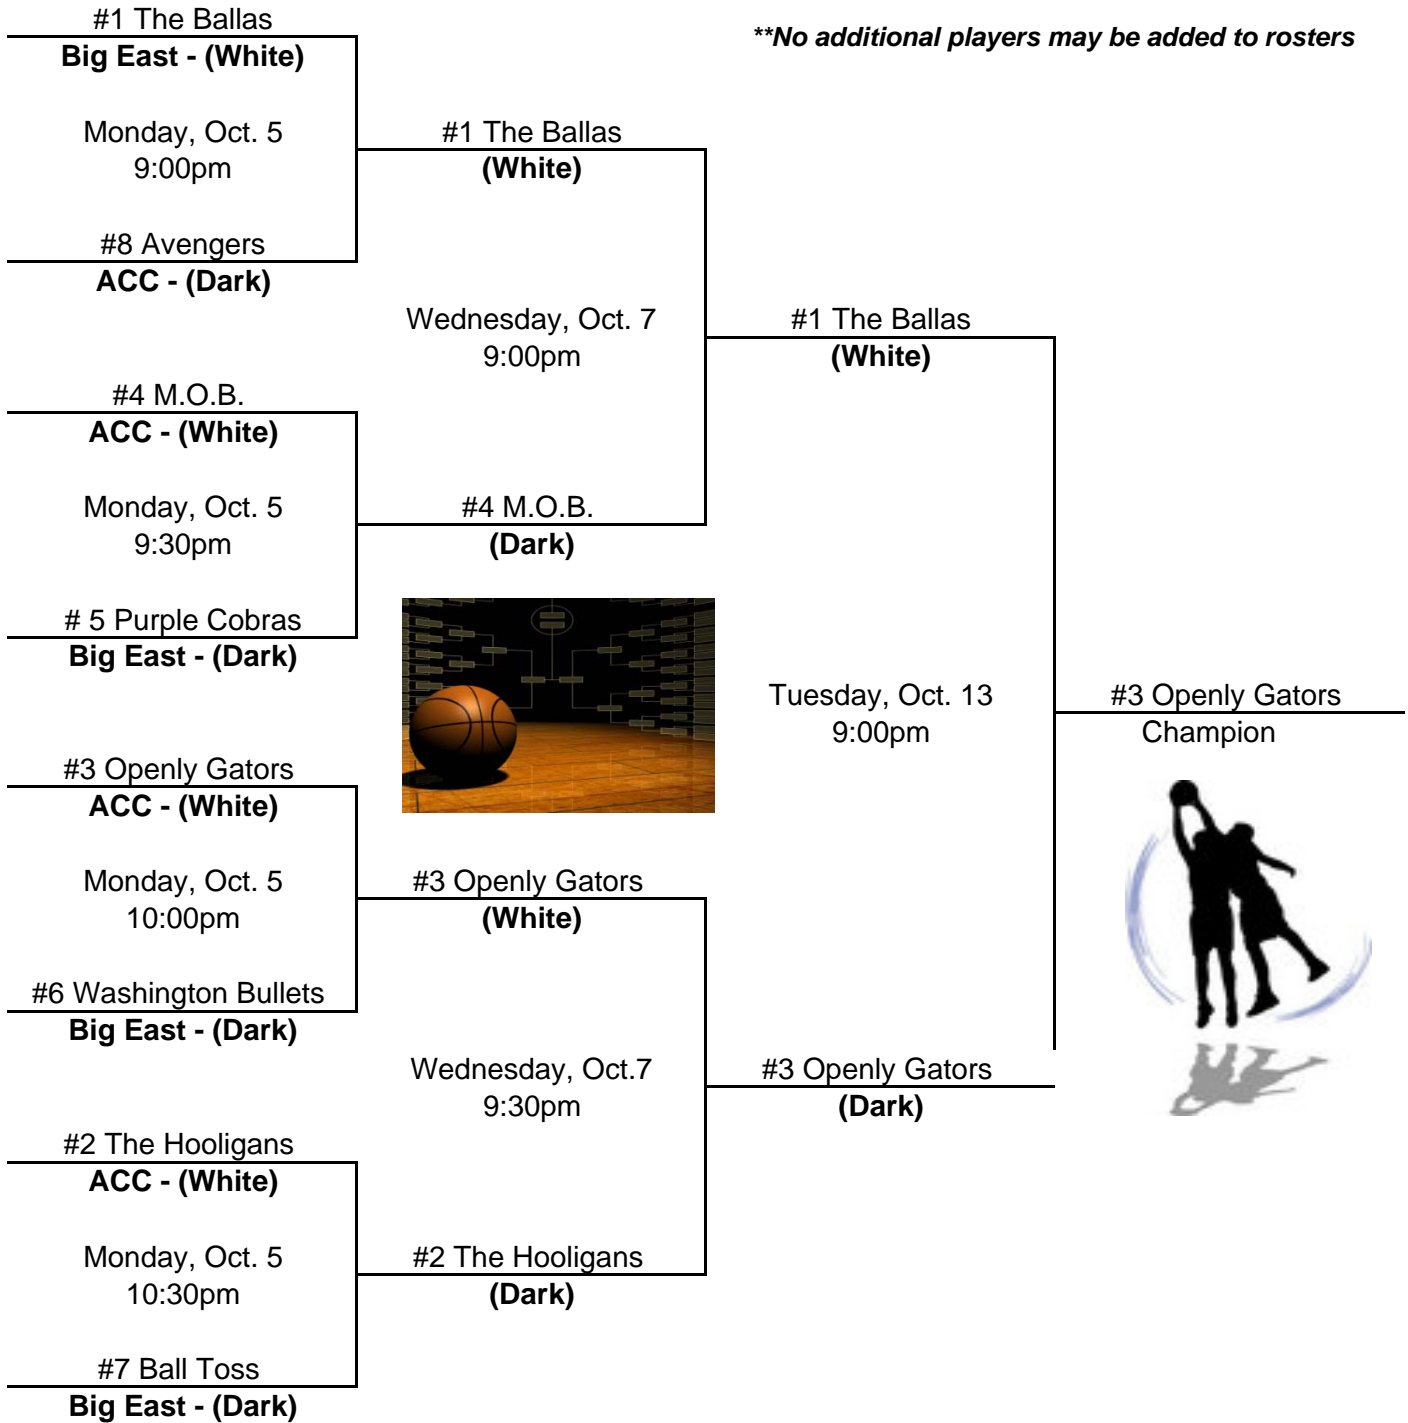 #1 The Ballas
Big East - (White)
**No additional players may be added to rosters
Monday, Oct. 5
9:00pm
#1 The Ballas
(White)
#8 Avengers
ACC - (Dark)
Wednesday, Oct. 7
9:00pm
#1 The Ballas
(White)
#4 M.O.B.
ACC - (White)
Monday, Oct. 5
9:30pm
#4 M.O.B.
(Dark)
# 5 Purple Cobras
Big East - (Dark)
Tuesday, Oct. 13
9:00pm
#3 Openly Gators
Champion
#3 Openly Gators
ACC - (White)
Monday, Oct. 5
10:00pm
#3 Openly Gators
(White)
#6 Washington Bullets
Big East - (Dark)
Wednesday, Oct.7
9:30pm
#3 Openly Gators
(Dark)
#2 The Hooligans
ACC - (White)
Monday, Oct. 5
10:30pm
#2 The Hooligans
(Dark)
#7 Ball Toss
Big East - (Dark)